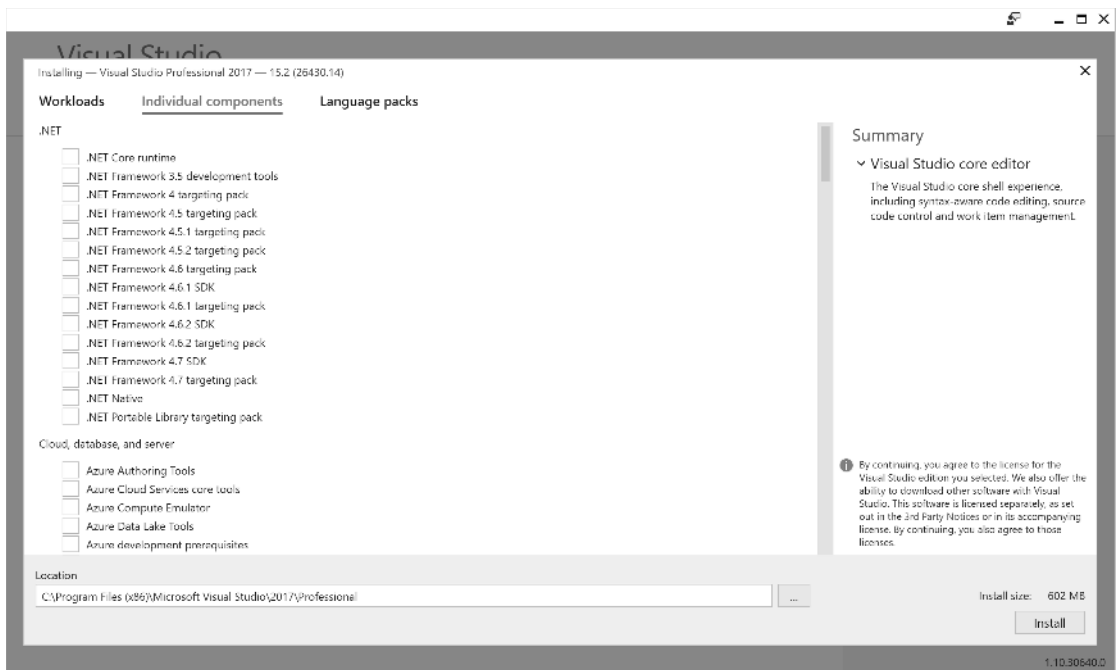 Visual Studio
Installing — Visual Studio Professional 2017 — 15.2 (26430.14)
Workloads Individual components Language packs
.NET
.NET Core runtime
.NET Framework 3.5 development tools
.NET Framework 4 targeting pack
.NET Framework 4.5 targeting pack
.NET Framework 4.5.1 targeting pack
.NET Framework 4.5.2 targeting pack
.NET Framework 4.6 targeting pack
.NET Framework 4.6.1 SDK
.NET Framework 4.6.1 targeting pack
.NET Framework 4.6.2 SDK
.NET Framework 4.6.2 targeting pack
.NET Framework 4.7 SDK
.NET Framework 4.7 targeting pack
.NET Native
.NET Portable Library targeting pack
Cloud, database, and server
Azure Authoring Tools
Azure Cloud Services core tools
Azure Compute Emulator
Azure Data Lake Tools
Azure development prerequisites
Summary
Visual Studio core editor
The Visual Studio core shell experience,
including syntax-aware code editing, source
code control and work item management.
By continuing, you agree to the license for the
Visual Studio edition you selected. We also offer the
ability to download other software with Visual
Studio. This software is licensed separately, as set
out in the 3rd Party Notices or in its accompanying
license. By continuing, you also agree to those
licenses.
Location
C:\Program Files (x86)\Microsoft Visual Studio\2017\Professional
...
Install size: 602 MB
Install
1.10.30640.0